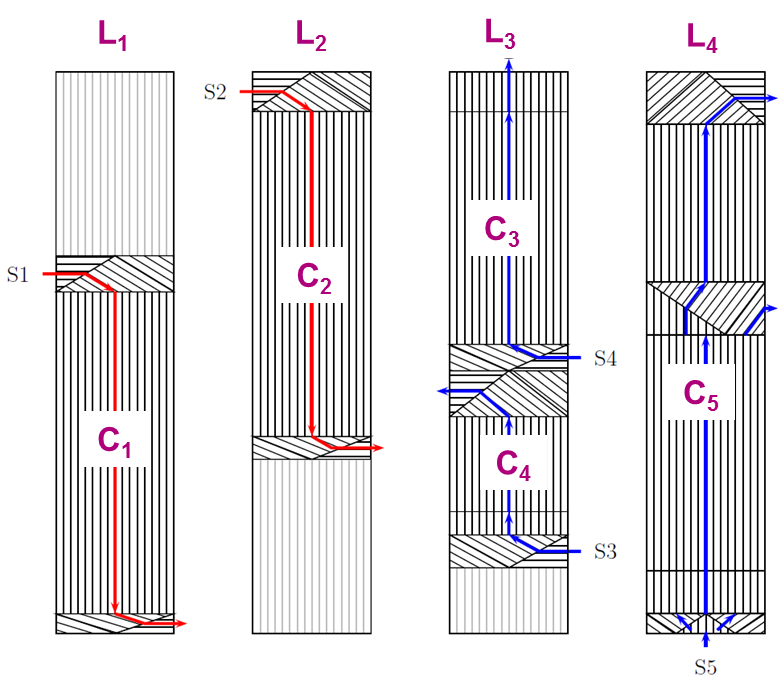 L₁ L₂ L₃ L₄
S2
C₃
S1
C₂
S4
C₅
C₁
C₄
S3
S5